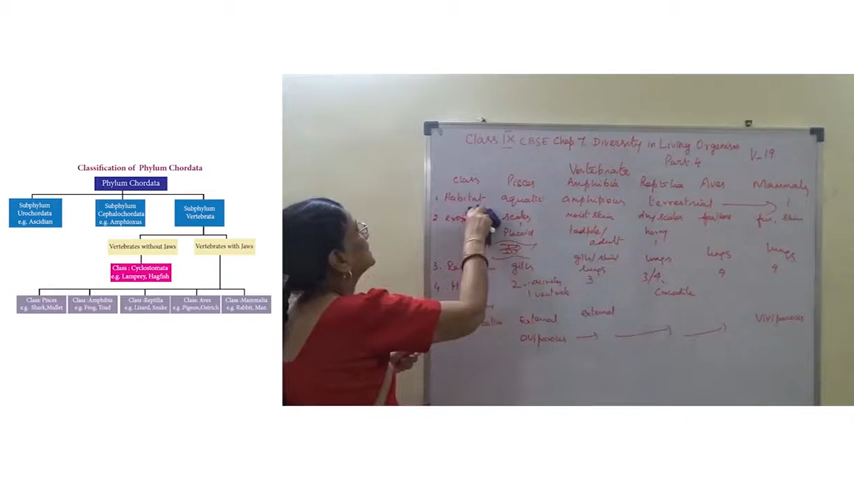 Classification of Phylum Chordata
Phylum Chordata
Subphylum
Urochordata
e.g. Ascidian
Subphylum
Cephalochordata
e.g. Amphioxus
Subphylum
Vertebrata
Vertebrates without Jaws
Vertebrates with Jaws
Class : Cyclostomata
e.g. Lamprey, Hagfish
Class:Pisces
e.g. Shark,Mullet
Class:Amphibia
e.g. Frog, Toad
Class:Reptilia
e.g. Lizard, Snake
Class:Aves
e.g. Pigeon,Ostrich
Class:Mammalia
e.g. Rabbit, Man
Class IX CBSE Chap 7. Diversity in Living Organism
Part 4 V_19
Vertebrate
Class Pisces Amphibia Reptilia Aves Mammals
1. Habitat aquatic amphibious terrestrial
2. scales moist skin dry scales feathers fur, skin
Placoid tadpole/ horny
adult
3. gills gills/skin lungs lungs lungs
lungs
4. H 2 3 3/4 4 4
1 ventricle Crocodile
External external Viviparous
Oviparous